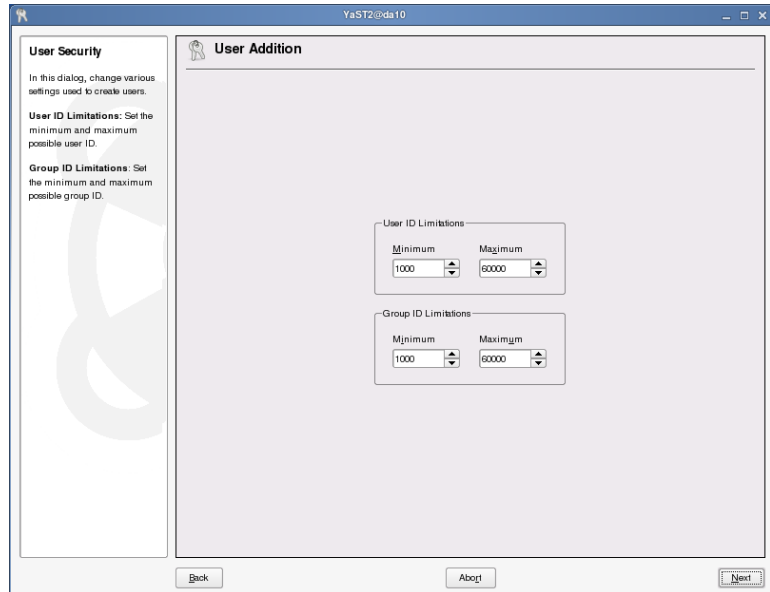 YaST2@da10
User Security
In this dialog, change various
settings used to create users.
User ID Limitations: Set the
minimum and maximum
possible user ID.
Group ID Limitations: Set
the minimum and maximum
possible group ID.
User Addition
User ID Limitations
Minimum Maximum
1000 60000
Group ID Limitations
Minimum Maximum
1000 60000
Back Abort Next